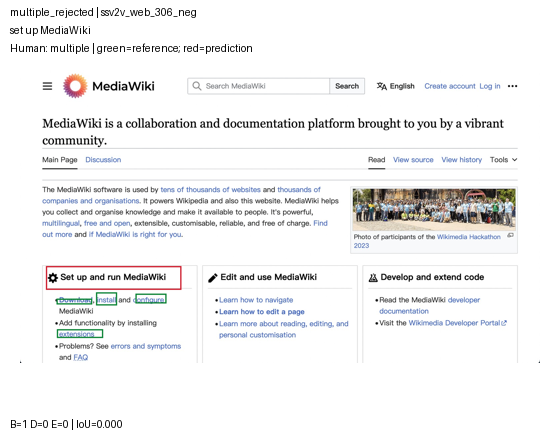 multiple_rejected | ssv2v_web_306_neg
set up MediaWiki
Human: multiple | green=reference; red=prediction
MediaWiki
Search MediaWiki
Search
English
Create account Log in
MediaWiki is a collaboration and documentation platform brought to you by a vibrant
community.
Main Page Discussion
Read View source View history Tools
The MediaWiki software is used by tens of thousands of websites and thousands of
companies and organisations. It powers Wikipedia and also this website. MediaWiki helps
you collect and organise knowledge and make it available to people. It's powerful,
multilingual, free and open, extensible, customisable, reliable, and free of charge. Find
out more and if MediaWiki is right for you.
Photo of participants of the Wikimedia Hackathon
2023
Set up and run MediaWiki
• Download, install and configure
MediaWiki
• Add functionality by installing
extensions
• Problems? See errors and symptoms
and FAQ
Edit and use MediaWiki
• Learn how to navigate
• Learn how to edit a page
• Learn more about reading, editing, and
personal customisation
Develop and extend code
• Read the MediaWiki developer
documentation
• Visit the Wikimedia Developer Portal
B=1 D=0 E=0 | IoU=0.000